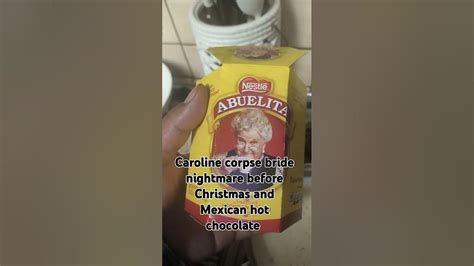 Nestlé
ABUELITA
Caroline corpse bride
nightmare before
Christmas and
Mexican hot
chocolate